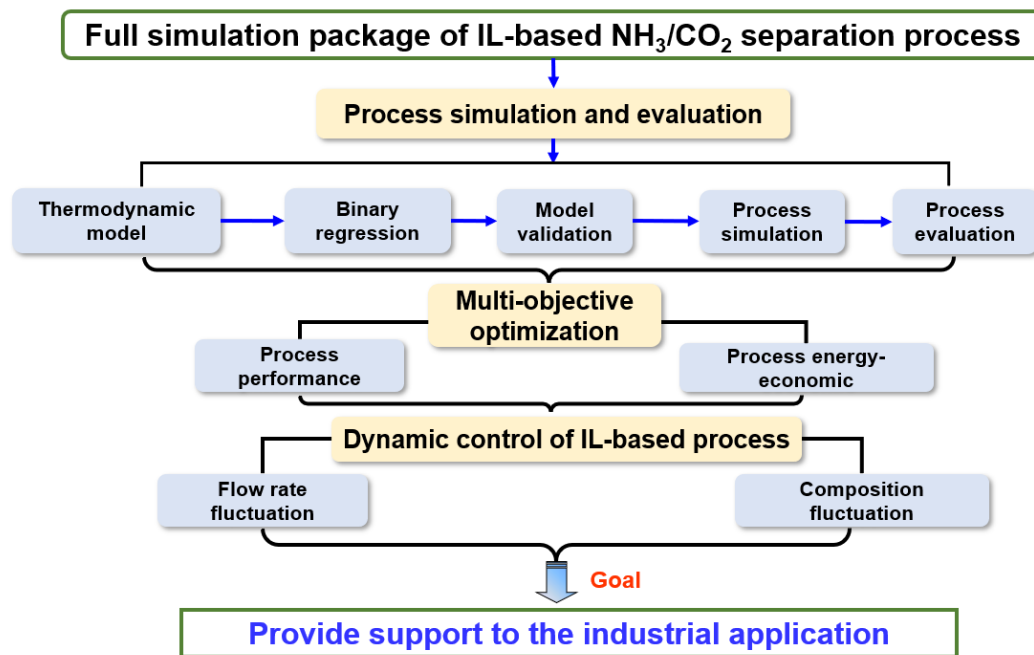 Full simulation package of IL-based NH₃/CO₂ separation process
Process simulation and evaluation
Thermodynamic
model
Binary
regression
Model
validation
Process
simulation
Process
evaluation
Multi-objective
optimization
Process
performance
Process energy-
economic
Dynamic control of IL-based process
Flow rate
fluctuation
Composition
fluctuation
Goal
Provide support to the industrial application